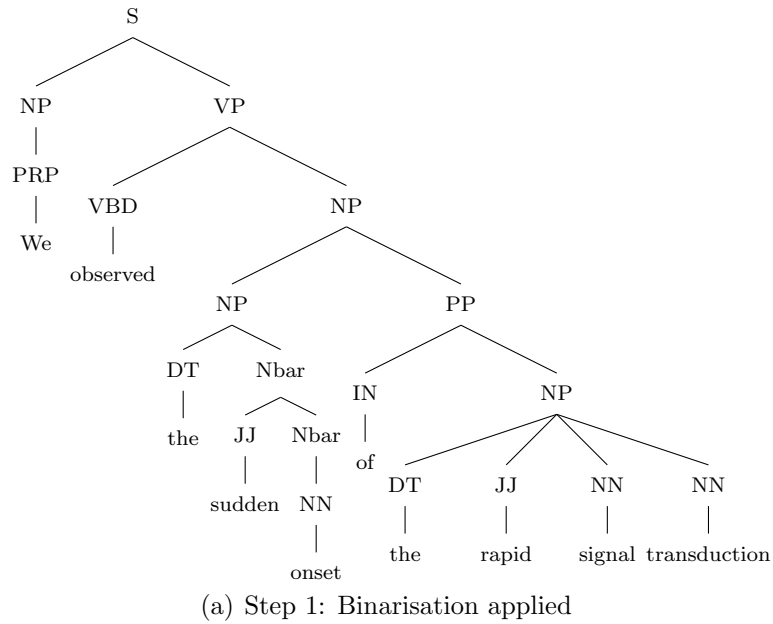 S
NP VP
PRP
VBD NP
We
observed
NP PP
DT Nbar
IN NP
the JJ Nbar
of
DT JJ NN NN
sudden NN
the rapid signal transduction
onset
(a) Step 1: Binarisation applied